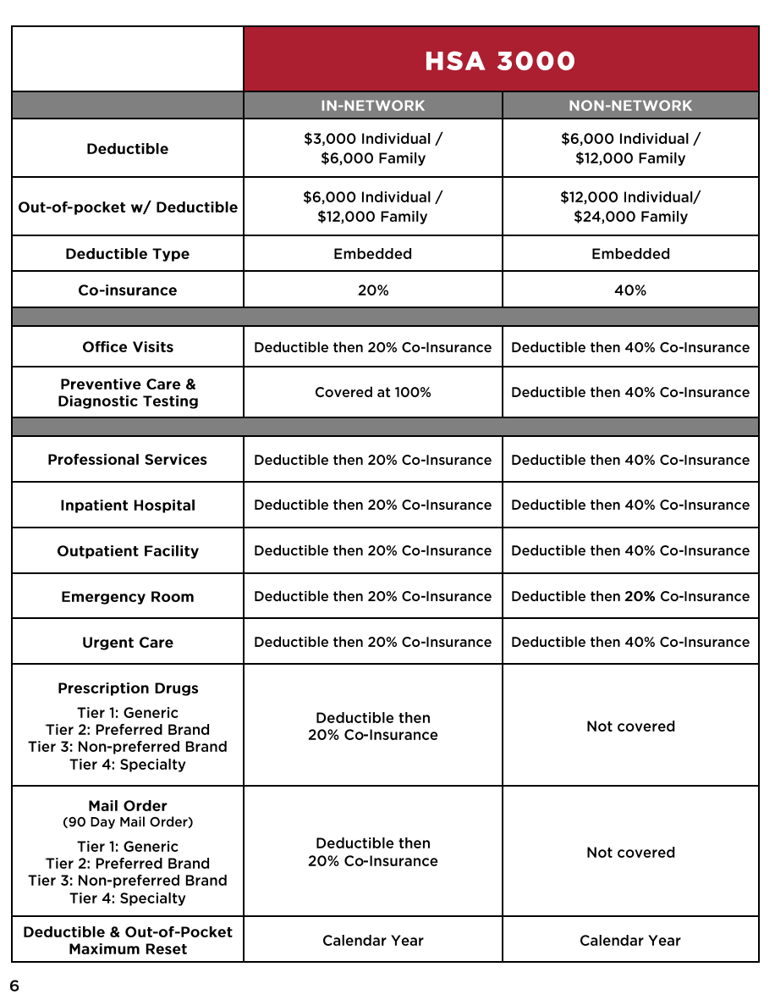 HSA 3000
IN-NETWORK
NON-NETWORK
Deductible
$3,000 Individual /
$6,000 Family
$6,000 Individual /
$12,000 Family
Out-of-pocket w/ Deductible
$6,000 Individual /
$12,000 Family
$12,000 Individual/
$24,000 Family
Deductible Type
Embedded
Embedded
Co-insurance
20%
40%
Office Visits
Deductible then 20% Co-Insurance
Deductible then 40% Co-Insurance
Preventive Care &
Diagnostic Testing
Covered at 100%
Deductible then 40% Co-Insurance
Professional Services
Deductible then 20% Co-Insurance
Deductible then 40% Co-Insurance
Inpatient Hospital
Deductible then 20% Co-Insurance
Deductible then 40% Co-Insurance
Outpatient Facility
Deductible then 20% Co-Insurance
Deductible then 40% Co-Insurance
Emergency Room
Deductible then 20% Co-Insurance
Deductible then 20% Co-Insurance
Urgent Care
Deductible then 20% Co-Insurance
Deductible then 40% Co-Insurance
Prescription Drugs
Tier 1: Generic
Tier 2: Preferred Brand
Tier 3: Non-preferred Brand
Tier 4: Specialty
Deductible then
20% Co-Insurance
Not covered
Mail Order
(90 Day Mail Order)
Tier 1: Generic
Tier 2: Preferred Brand
Tier 3: Non-preferred Brand
Tier 4: Specialty
Deductible then
20% Co-Insurance
Not covered
Deductible & Out-of-Pocket
Maximum Reset
Calendar Year
Calendar Year
6